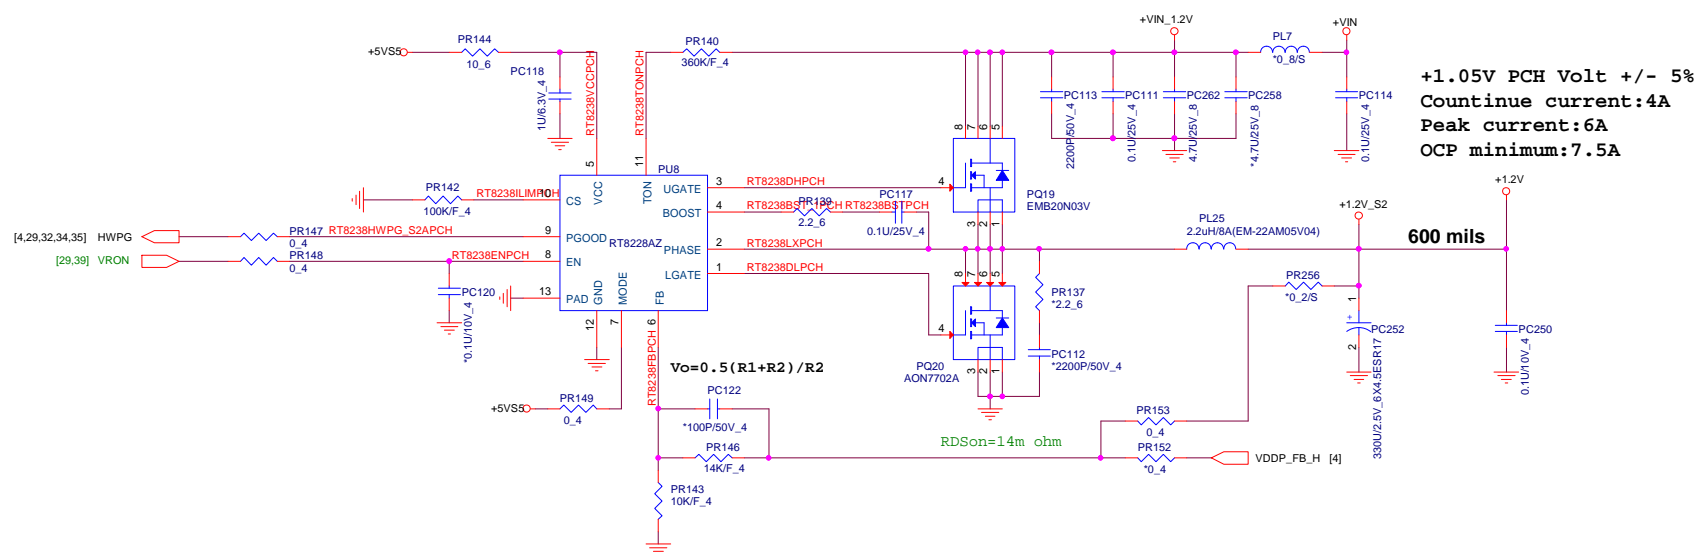 +VIN_1.2V
+VIN
+5VS5
PR144
10_6
PC118
1U/6.3V_4
RT8238VCCPCH
RT8238TONPCH
PR140
360K/F_4
PL7
*0_8/S
PC113
2200P/50V_4
PC111
0.1U/25V_4
PC262
4.7U/25V_8
PC258
*4.7U/25V_8
PC114
0.1U/25V_4
+1.05V PCH Volt +/- 5%
Countinue current:4A
Peak current:6A
OCP minimum:7.5A
8
7
6
5
5
11
PU8
VCC
TON
PR142
100K/F_4
RT8238ILIMPCH
10
CS
UGATE
3
RT8238DHPCH
4
PQ19
EMB20N03V
3
2
1
BOOST
4
RT8238BST_1PCH
PR139
2.2_6
RT8238BSTPCH
PC117
0.1U/25V_4
[4,29,32,34,35] HWPG
PR147
0_4
RT8238HWPG_S2APCH
9
PGOOD
RT8228AZ
PHASE
2
RT8238LXPCH
PL25
2.2uH/8A(EM-22AM05V04)
+1.2V_S2
600 mils
+1.2V
[29,39] VRON
PR148
0_4
RT8238ENPCH
8
EN
LGATE
1
RT8238DLPCH
8
7
6
5
4
PQ20
AON7702A
3
2
1
PR137
*2.2_6
PC112
*2200P/50V_4
PR256
*0_2/S
1
+
2
PC252
330U/2.5V_6X4.5ESR17
PC250
0.1U/10V_4
PC120
*0.1U/10V_4
13
PAD
GND
MODE
FB
12
7
6
RT8238FBPCH
Vo=0.5(R1+R2)/R2
+5VS5
PR149
0_4
PC122
*100P/50V_4
PR146
14K/F_4
RDSon=14m ohm
PR153
0_4
PR152
*0_4
VDDP_FB_H [4]
PR143
10K/F_4